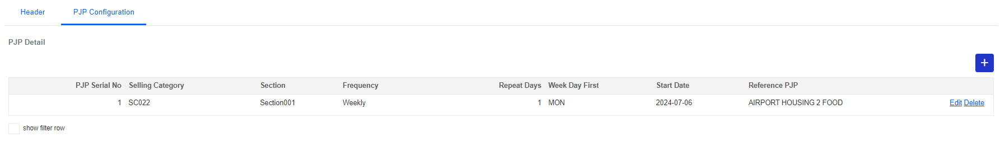 Header PJP Configuration
PJP Detail
+
PJP Serial No Selling Category Section Frequency Repeat Days Week Day First Start Date Reference PJP
1 SC022 Section001 Weekly 1 MON 2024-07-06 AIRPORT HOUSING 2 FOOD Edit Delete
show filter row